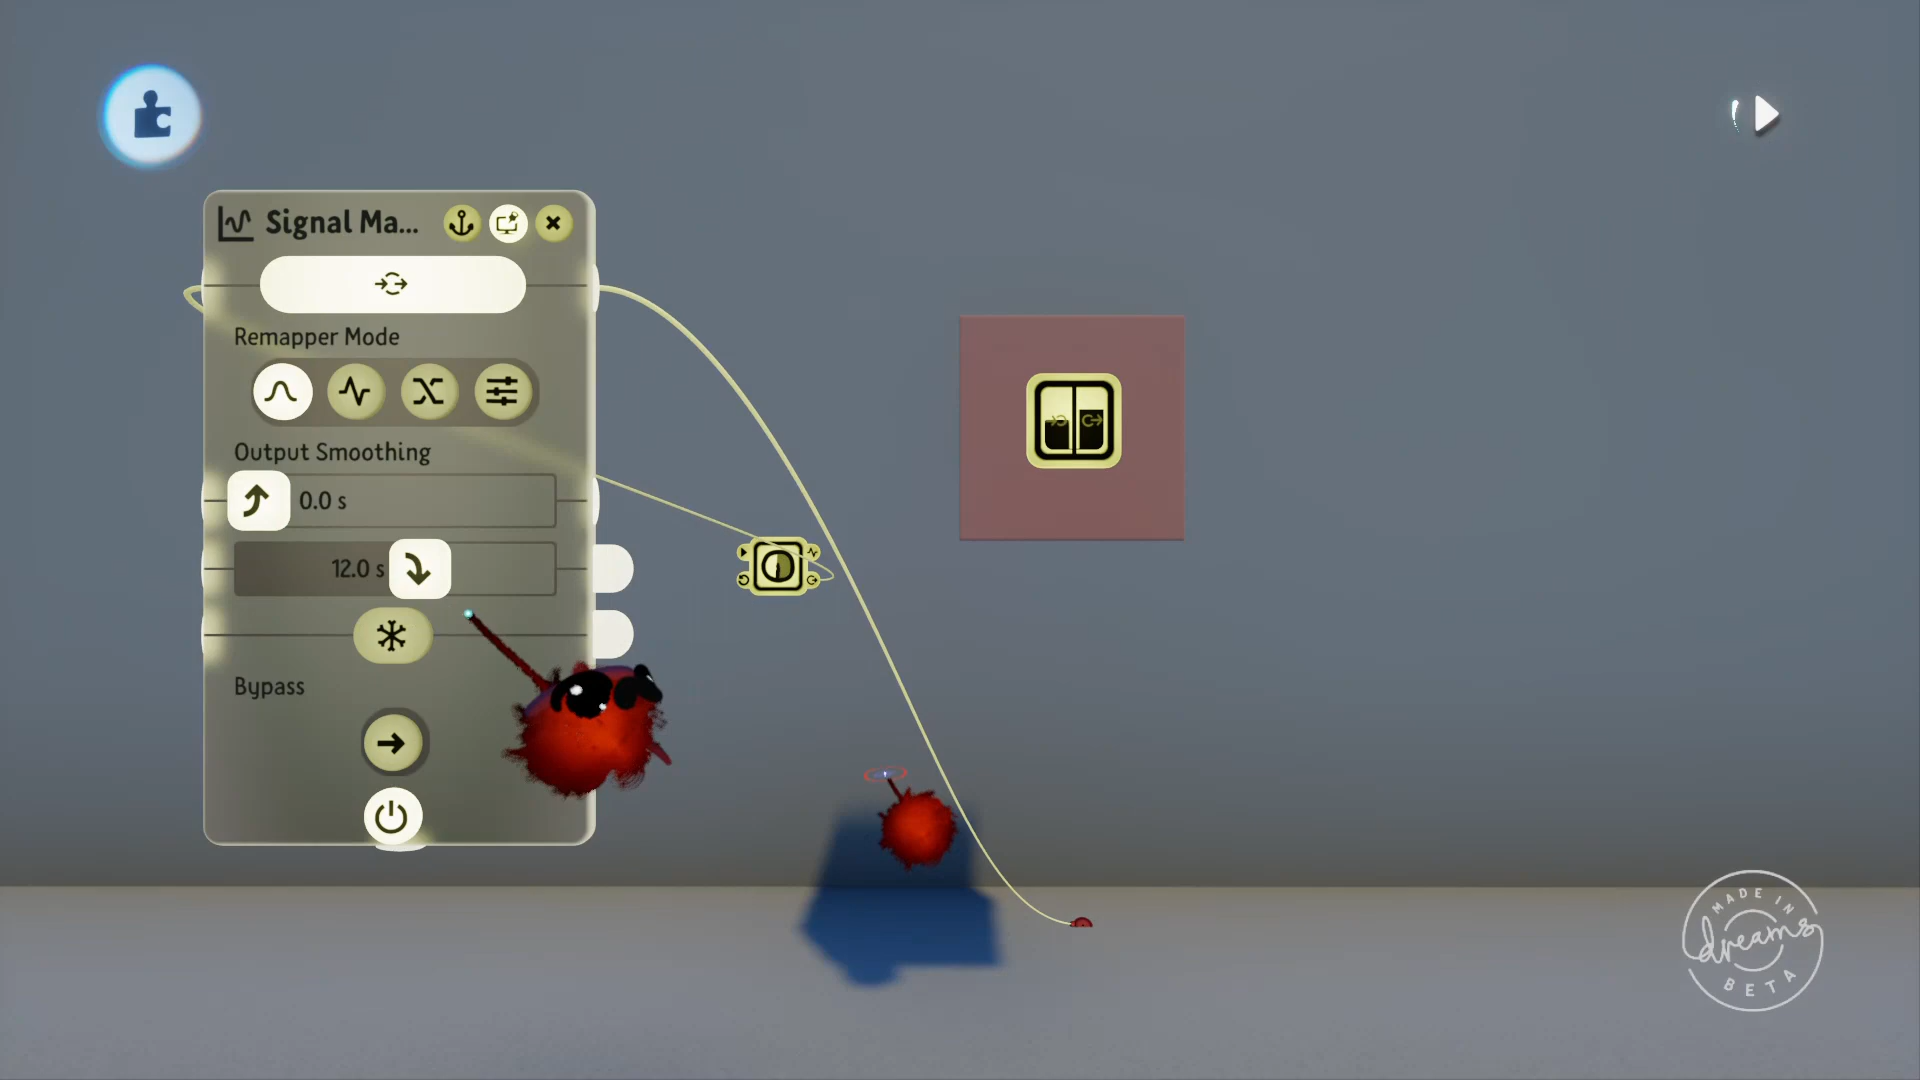 Signal Ma...
Remapper Mode
Output Smoothing
0.0 s
12.0 s
Bypass
MADE IN
dreams
BETA